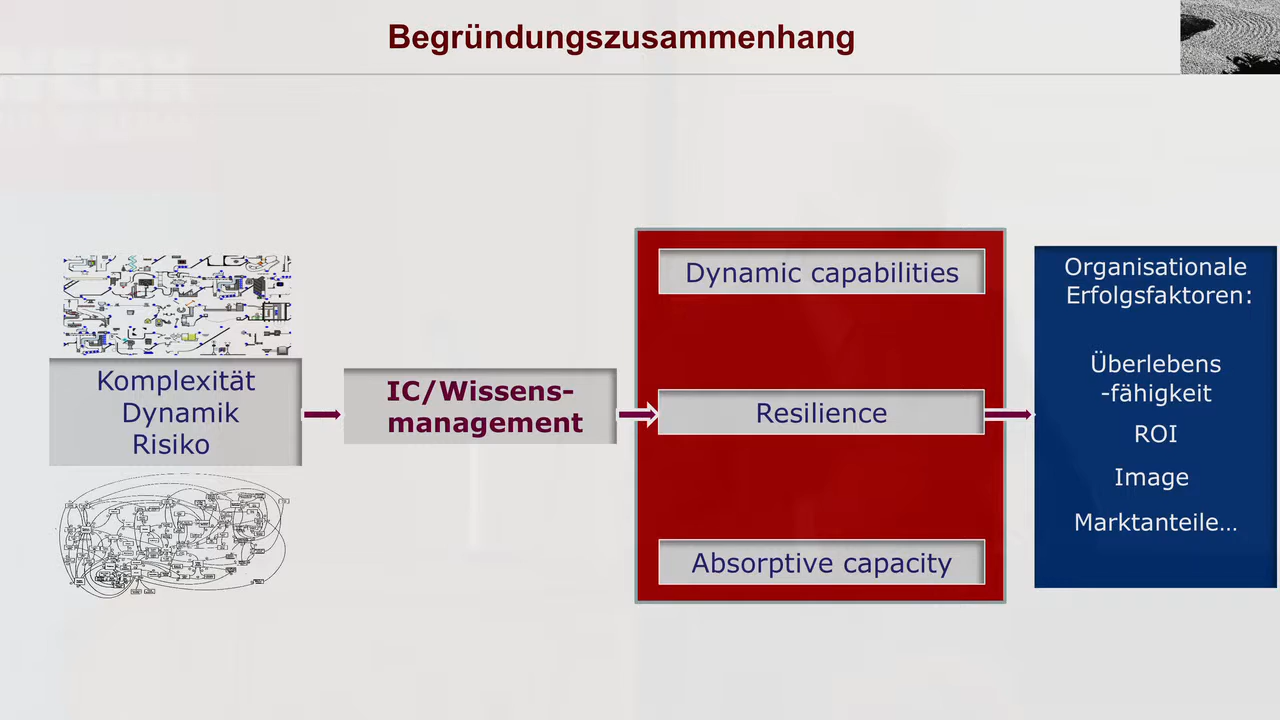 Begründungszusammenhang
Komplexität
Dynamik
Risiko
IC/Wissens-
management
Dynamic capabilities
Resilience
Absorptive capacity
Organisationale
Erfolgsfaktoren:
Überlebens
-fähigkeit
ROI
Image
Marktanteile…